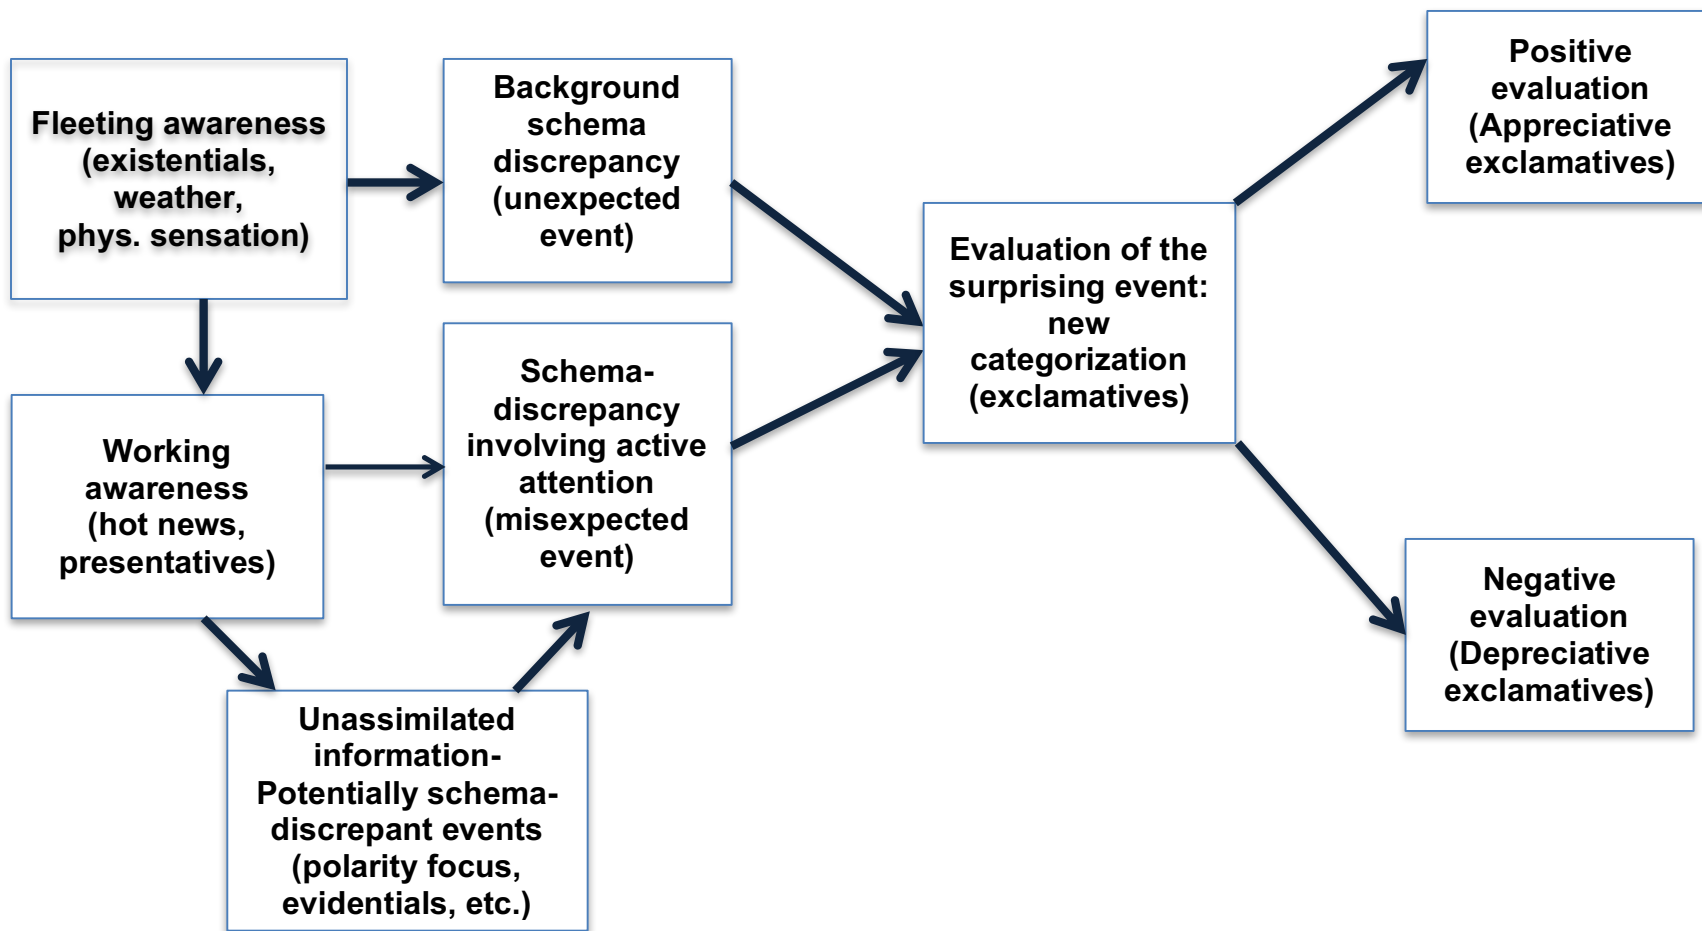 Fleeting awareness
(existentials,
weather,
phys. sensation)
Background
schema
discrepancy
(unexpected
event)
Working
awareness
(hot news,
presentatives)
Schema-
discrepancy
involving active
attention
(misexpected
event)
Unassimilated
information-
Potentially schema-
discrepant events
(polarity focus,
evidentials, etc.)
Evaluation of the
surprising event:
new
categorization
(exclamatives)
Positive
evaluation
(Appreciative
exclamatives)
Negative
evaluation
(Depreciative
exclamatives)